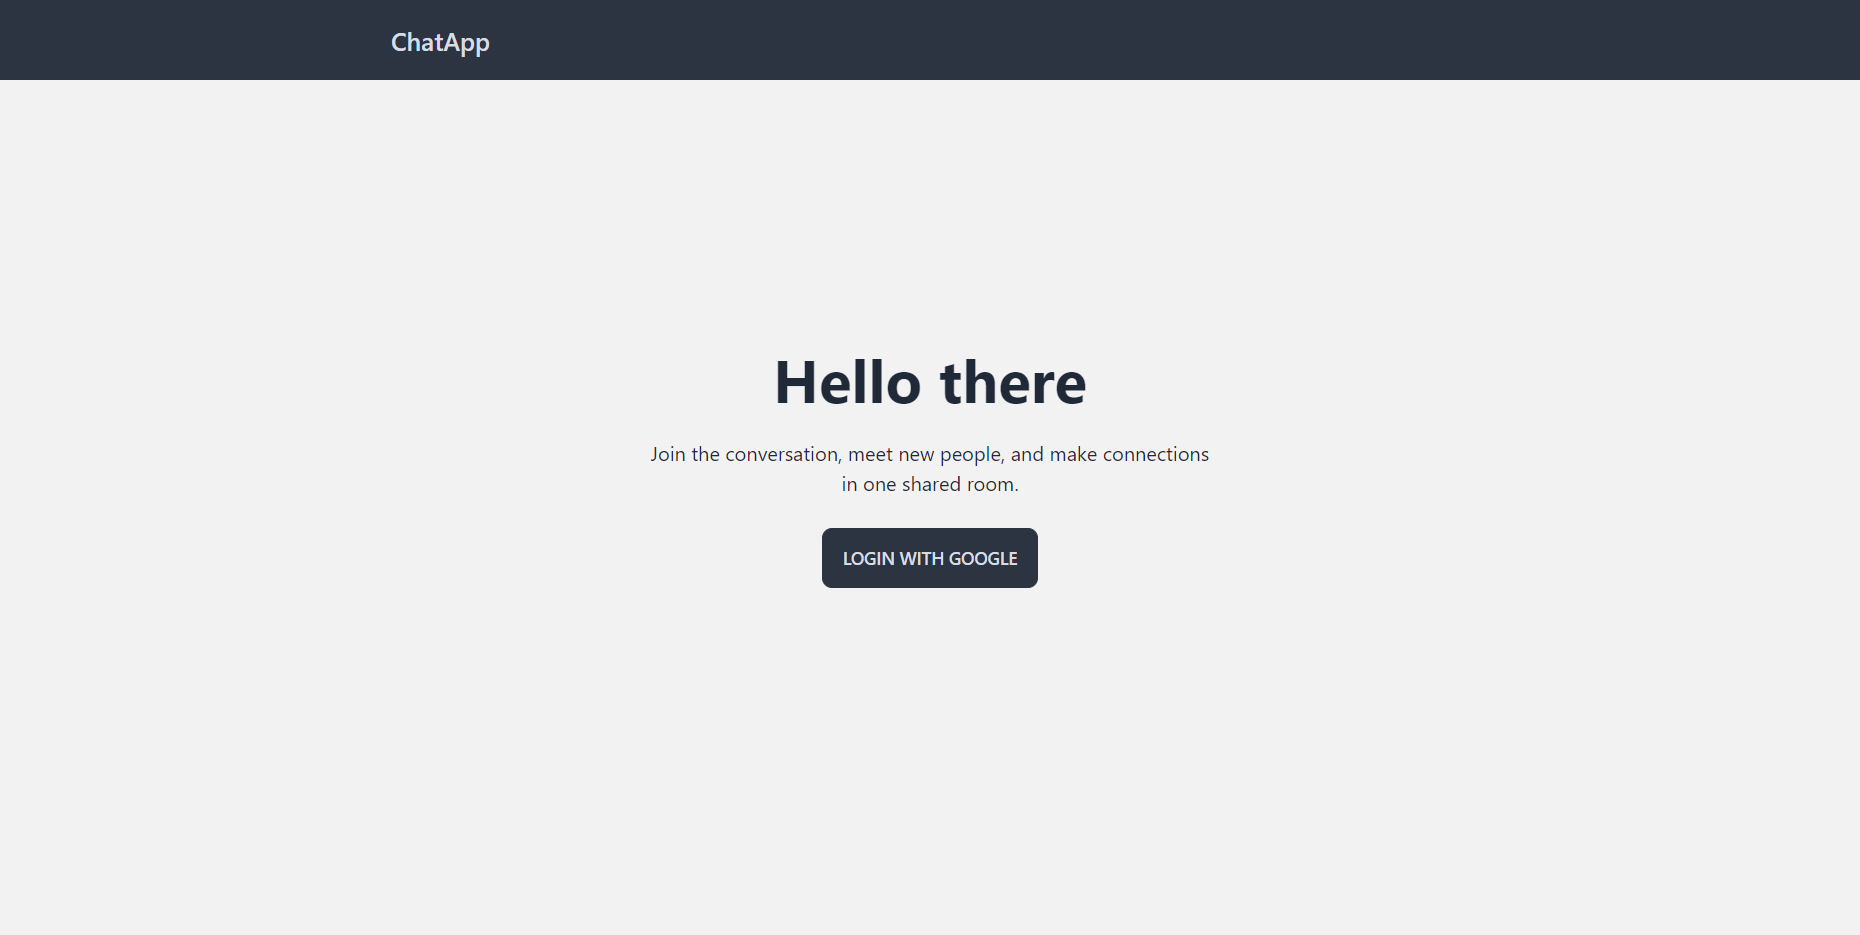 ChatApp
Hello there
Join the conversation, meet new people, and make connections
in one shared room.
LOGIN WITH GOOGLE